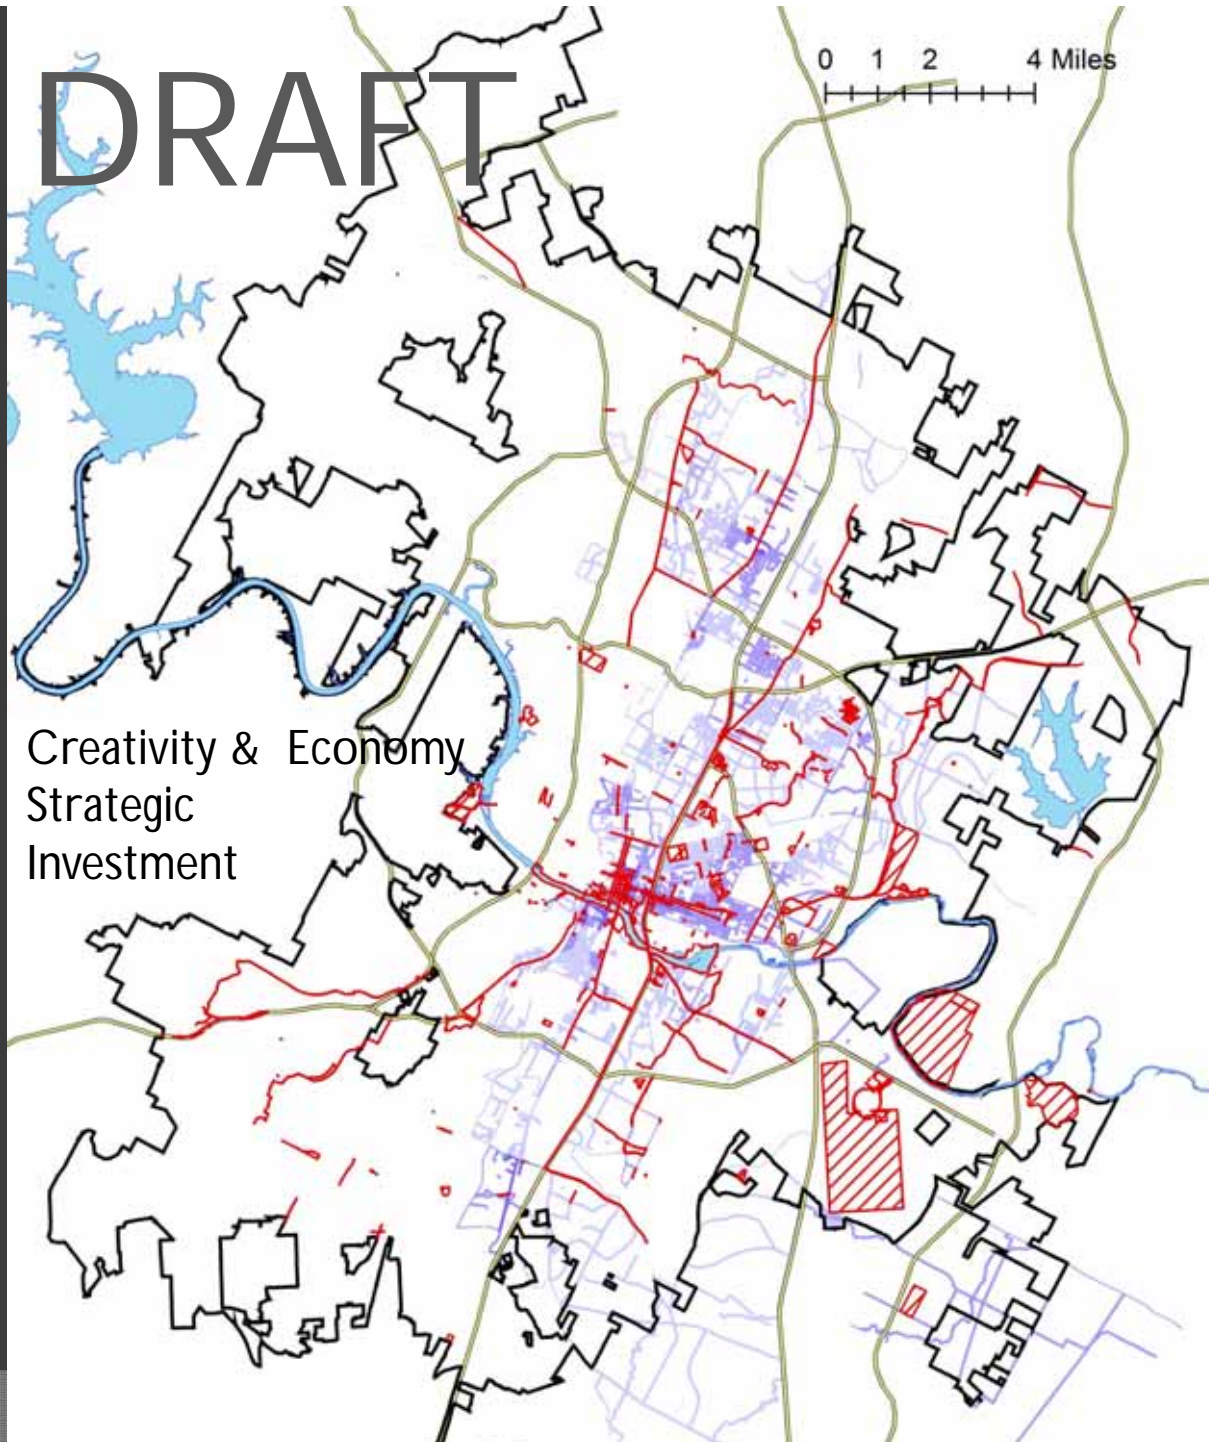 DRAFT
0 1 2 4 Miles
Creativity & Economy
Strategic
Investment